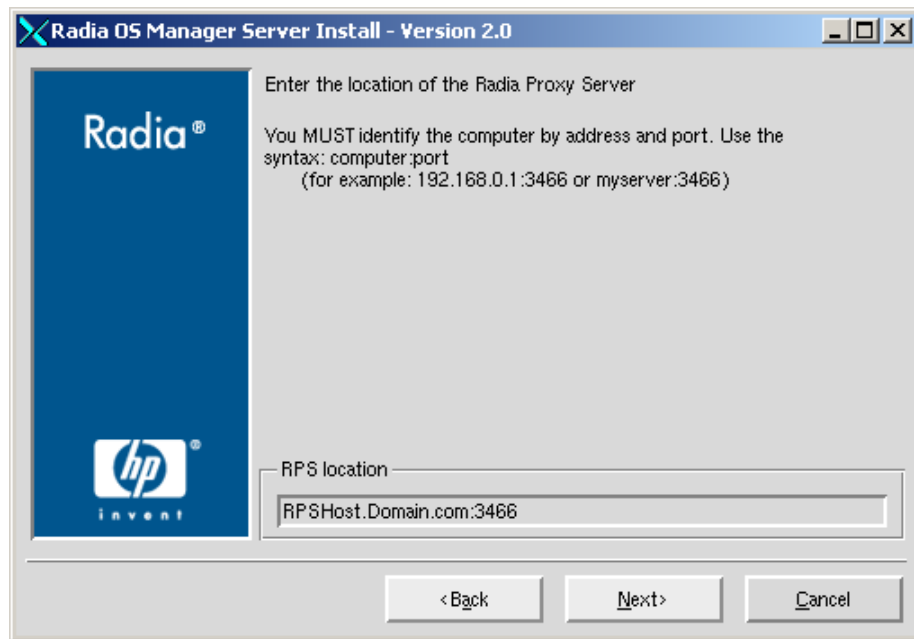 Radia OS Manager Server Install - Version 2.0
Radia®
Enter the location of the Radia Proxy Server
You MUST identify the computer by address and port. Use the
syntax: computer:port
(for example: 192.168.0.1:3466 or myserver:3466)
hp®
invent
RPS location
RPSHost.Domain.com:3466
<Back
Next>
Cancel